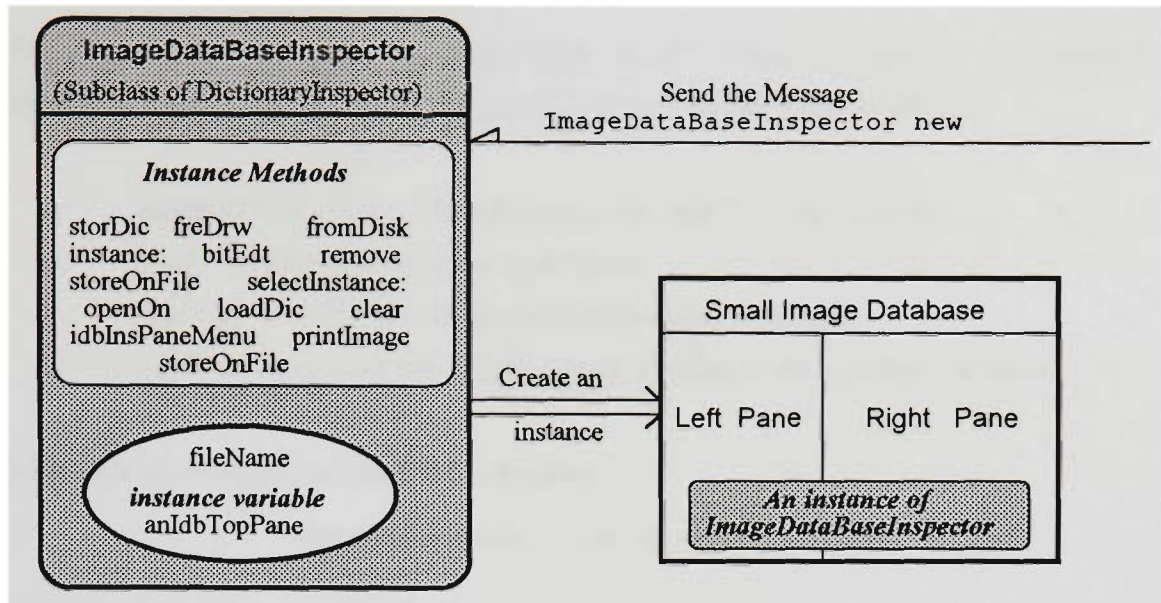 ImageDataBaseInspector
(Subclass of DictionaryInspector)
Instance Methods
storDic freDrw fromDisk
instance: bitEdt remove
storeOnFile selectInstance:
openOn loadDic clear
idbInsPaneMenu printImage
storeOnFile
fileName
instance variable
anIdbTopPane
Send the Message
ImageDataBaseInspector new
Create an
instance
Small Image Database
Left Pane Right Pane
An instance of
ImageDataBaseInspector